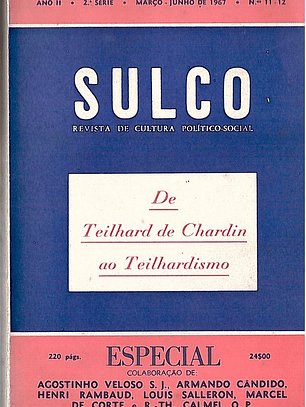 ANO II • 2.ª SÉRIE • MARÇO - JUNHO DE 1967 • N.ºˢ 11-12
SULCO
REVISTA DE CULTURA POLÍTICO-SOCIAL
De
Teilhard de Chardin
ao Teilhardismo
220 págs. ESPECIAL 24$00
COLABORAÇÃO DE:
AGOSTINHO VELOSO S. J., ARMANDO CÂNDIDO,
HENRI RAMBAUD, LOUIS SALLERON, MARCEL
DE CORTE e R.-TH. CALMEL O. P.